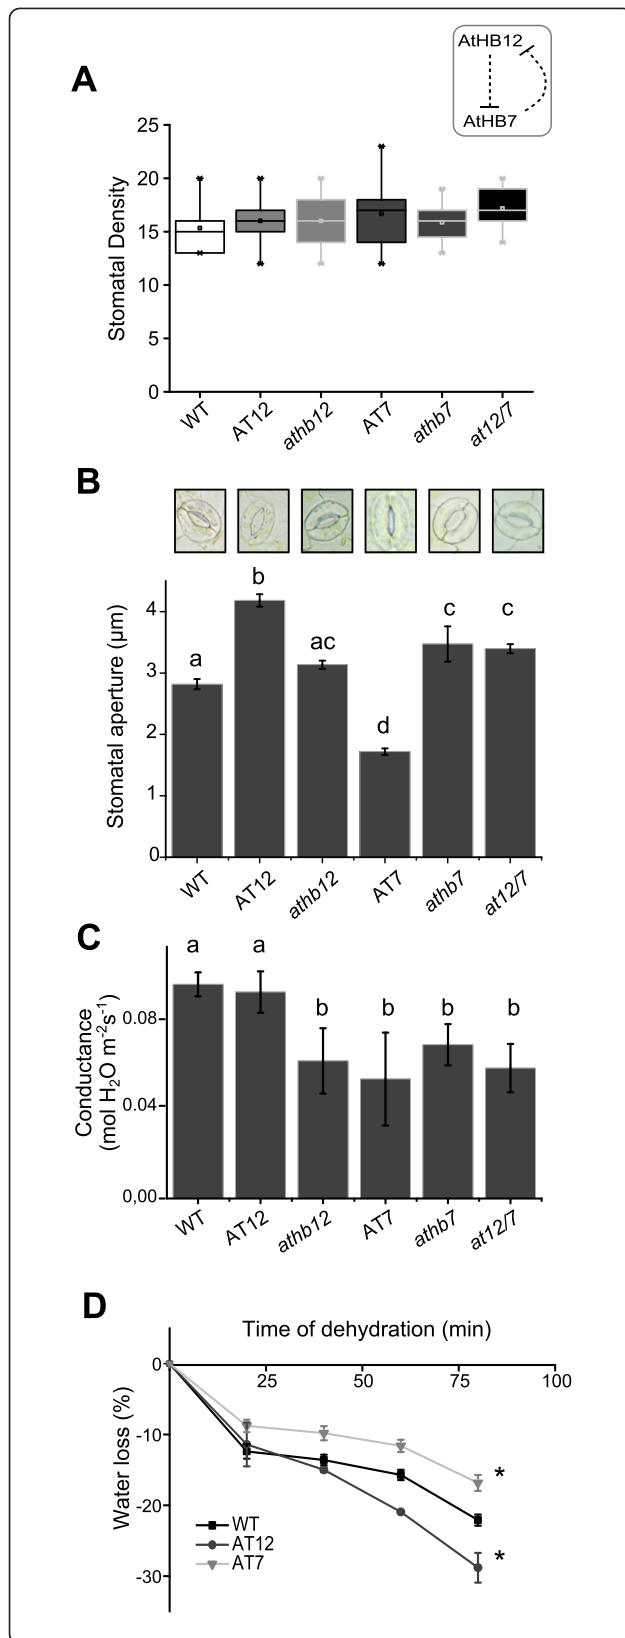 AtHB12
AtHB7
A
Stomatal Density
25
20
15
10
5
0
WT AT12 athb12 AT7 athb7 at12/7
B
Stomatal aperture (µm)
a b ac d c c
4
3
2
1
0
WT AT12 athb12 AT7 athb7 at12/7
C
Conductance
(mol H₂O m⁻²s⁻¹)
a a b b b b
0.08
0.04
0,00
WT AT12 athb12 AT7 athb7 at12/7
D
Time of dehydration (min)
25 50 75 100
Water loss (%)
0
-10
-20
-30
*
*
WT
AT12
AT7